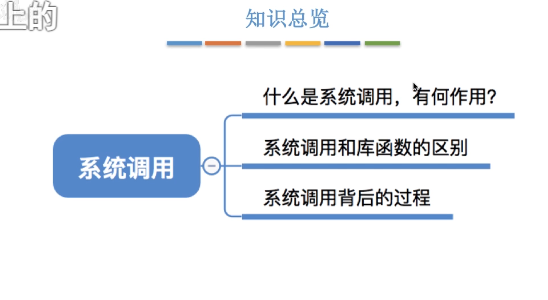 上的
知识总览
什么是系统调用，有何作用？
系统调用
系统调用和库函数的区别
系统调用背后的过程